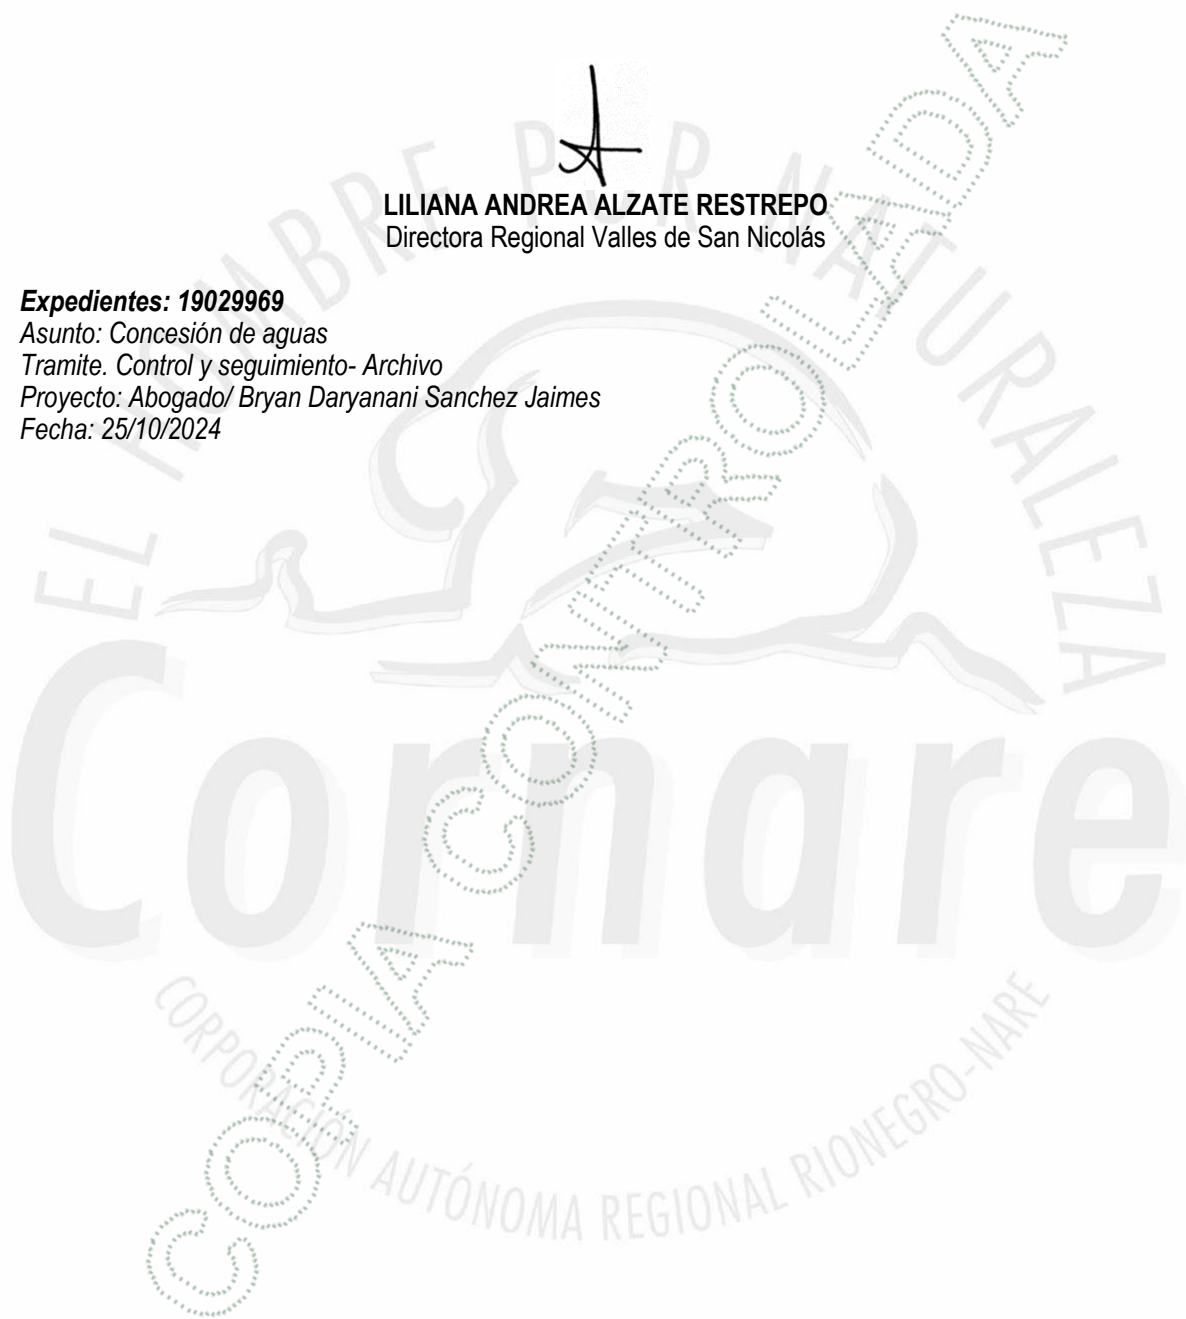 LILIANA ANDREA ALZATE RESTREPO
Directora Regional Valles de San Nicolás
Expedientes: 19029969
Asunto: Concesión de aguas
Tramite. Control y seguimiento- Archivo
Proyecto: Abogado/ Bryan Daryanani Sanchez Jaimes
Fecha: 25/10/2024
EL HOMBRE POR NATURALEZA
Cornare
CORPORACIÓN AUTÓNOMA REGIONAL RIONEGRO-NARE
COPIA CONTROLADA